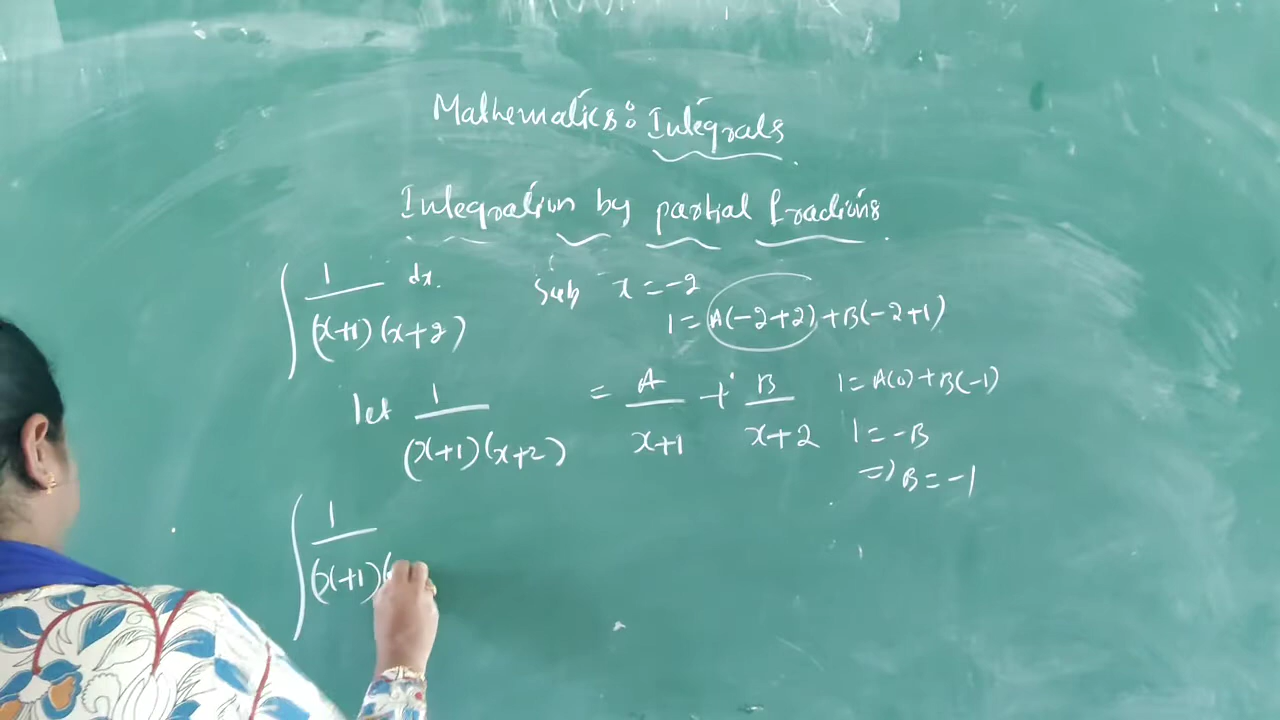 Mathematics: Integrals
Integration by partial fractions
∫ 1/((x+1)(x+2)) dx.
Sub x = -2
1 = A(-2+2) + B(-2+1)
let 1/((x+1)(x+2)) = A/(x+1) + B/(x+2)
1 = A(0) + B(-1)
1 = -B
=> B = -1
∫ 1/((x+1)(